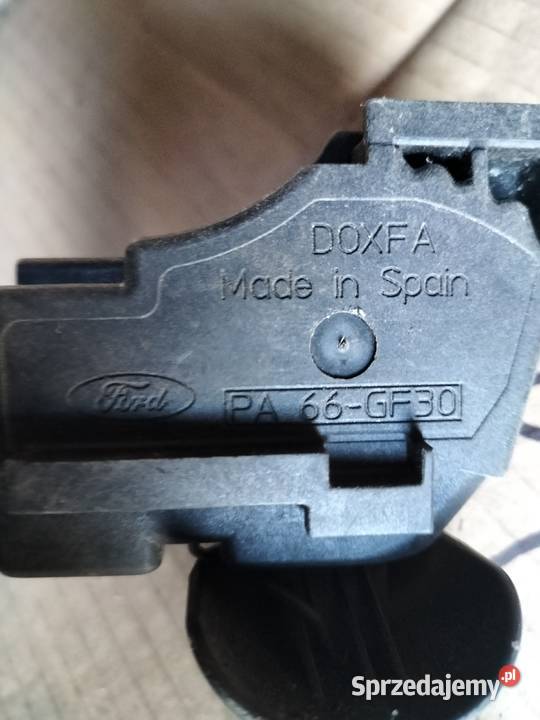 DOXFA
Made in Spain
Ford
PA 66-GF30
Sprzedajemy.pl